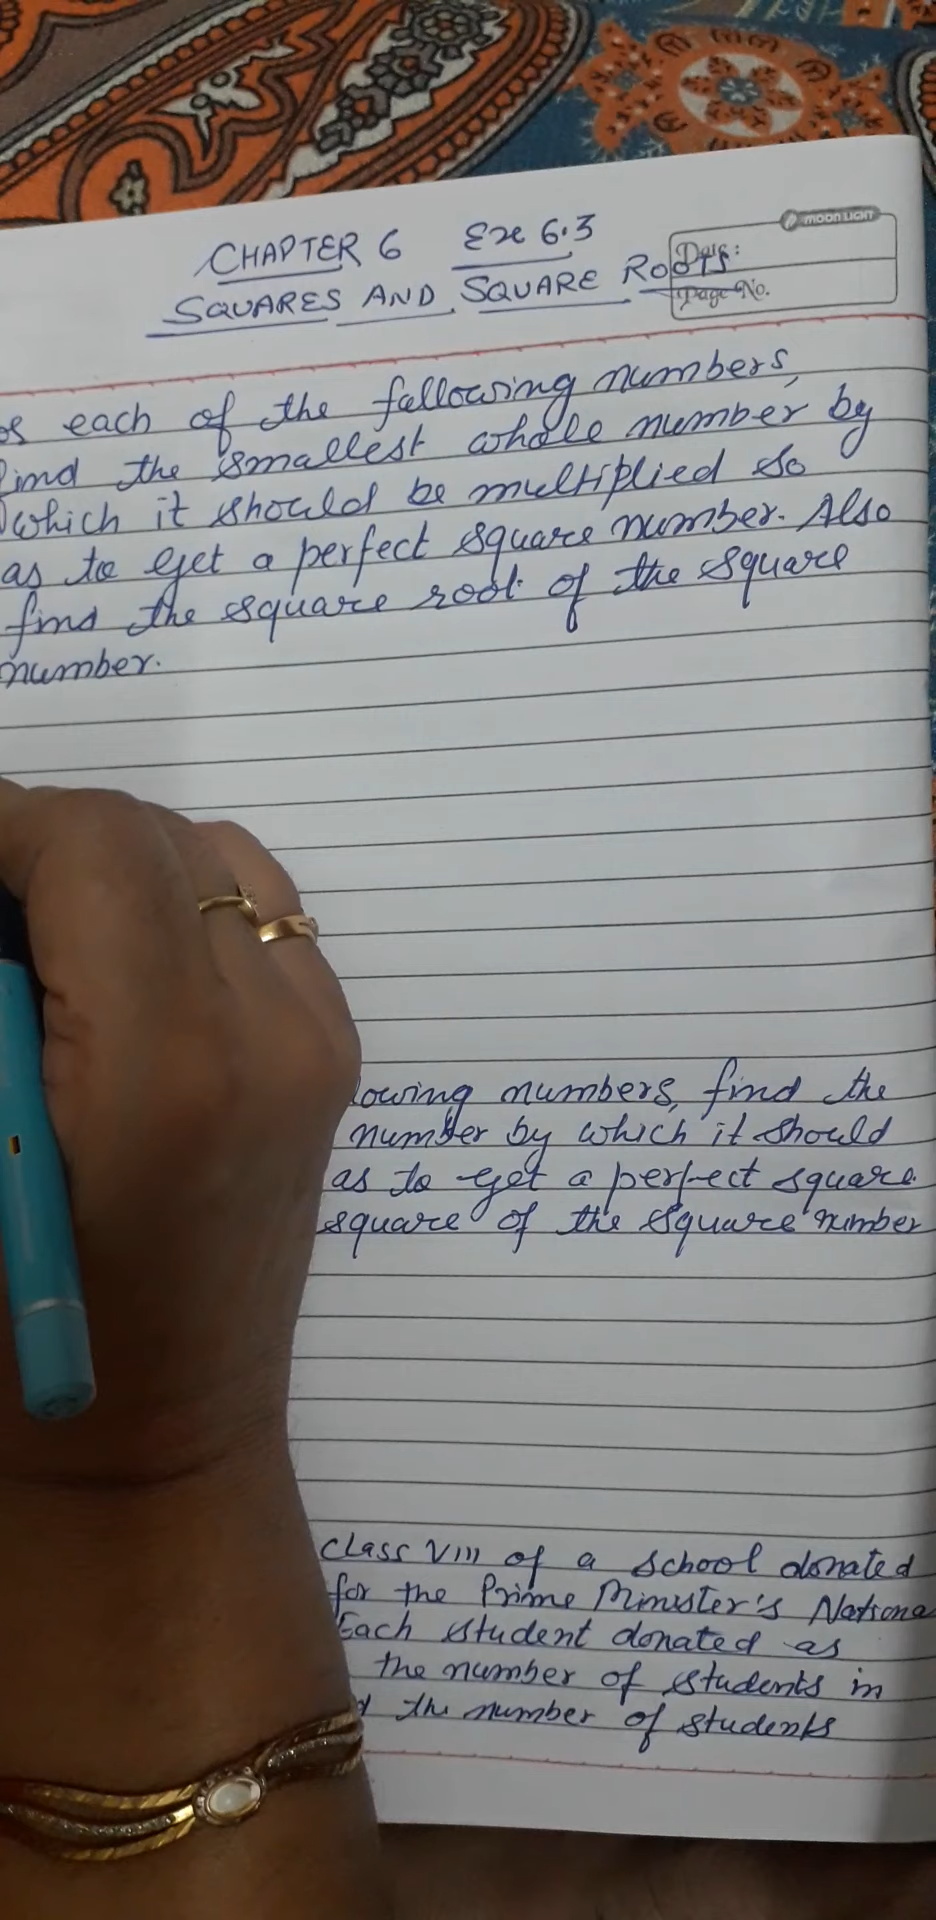 CHAPTER 6 Exe 6.3
SQUARES AND SQUARE ROOTS
MOON LIGHT
Date:
Page No.
each of the following numbers,
find the smallest whole number by
which it should be multiplied so
as to get a perfect square number. Also
find the square root of the square
number.
lowing numbers, find the
number by which it should
as to get a perfect square.
square of the square number
class VIII of a school donated
for the Prime Minister's Nationa
Each student donated as
the number of students in
the number of students